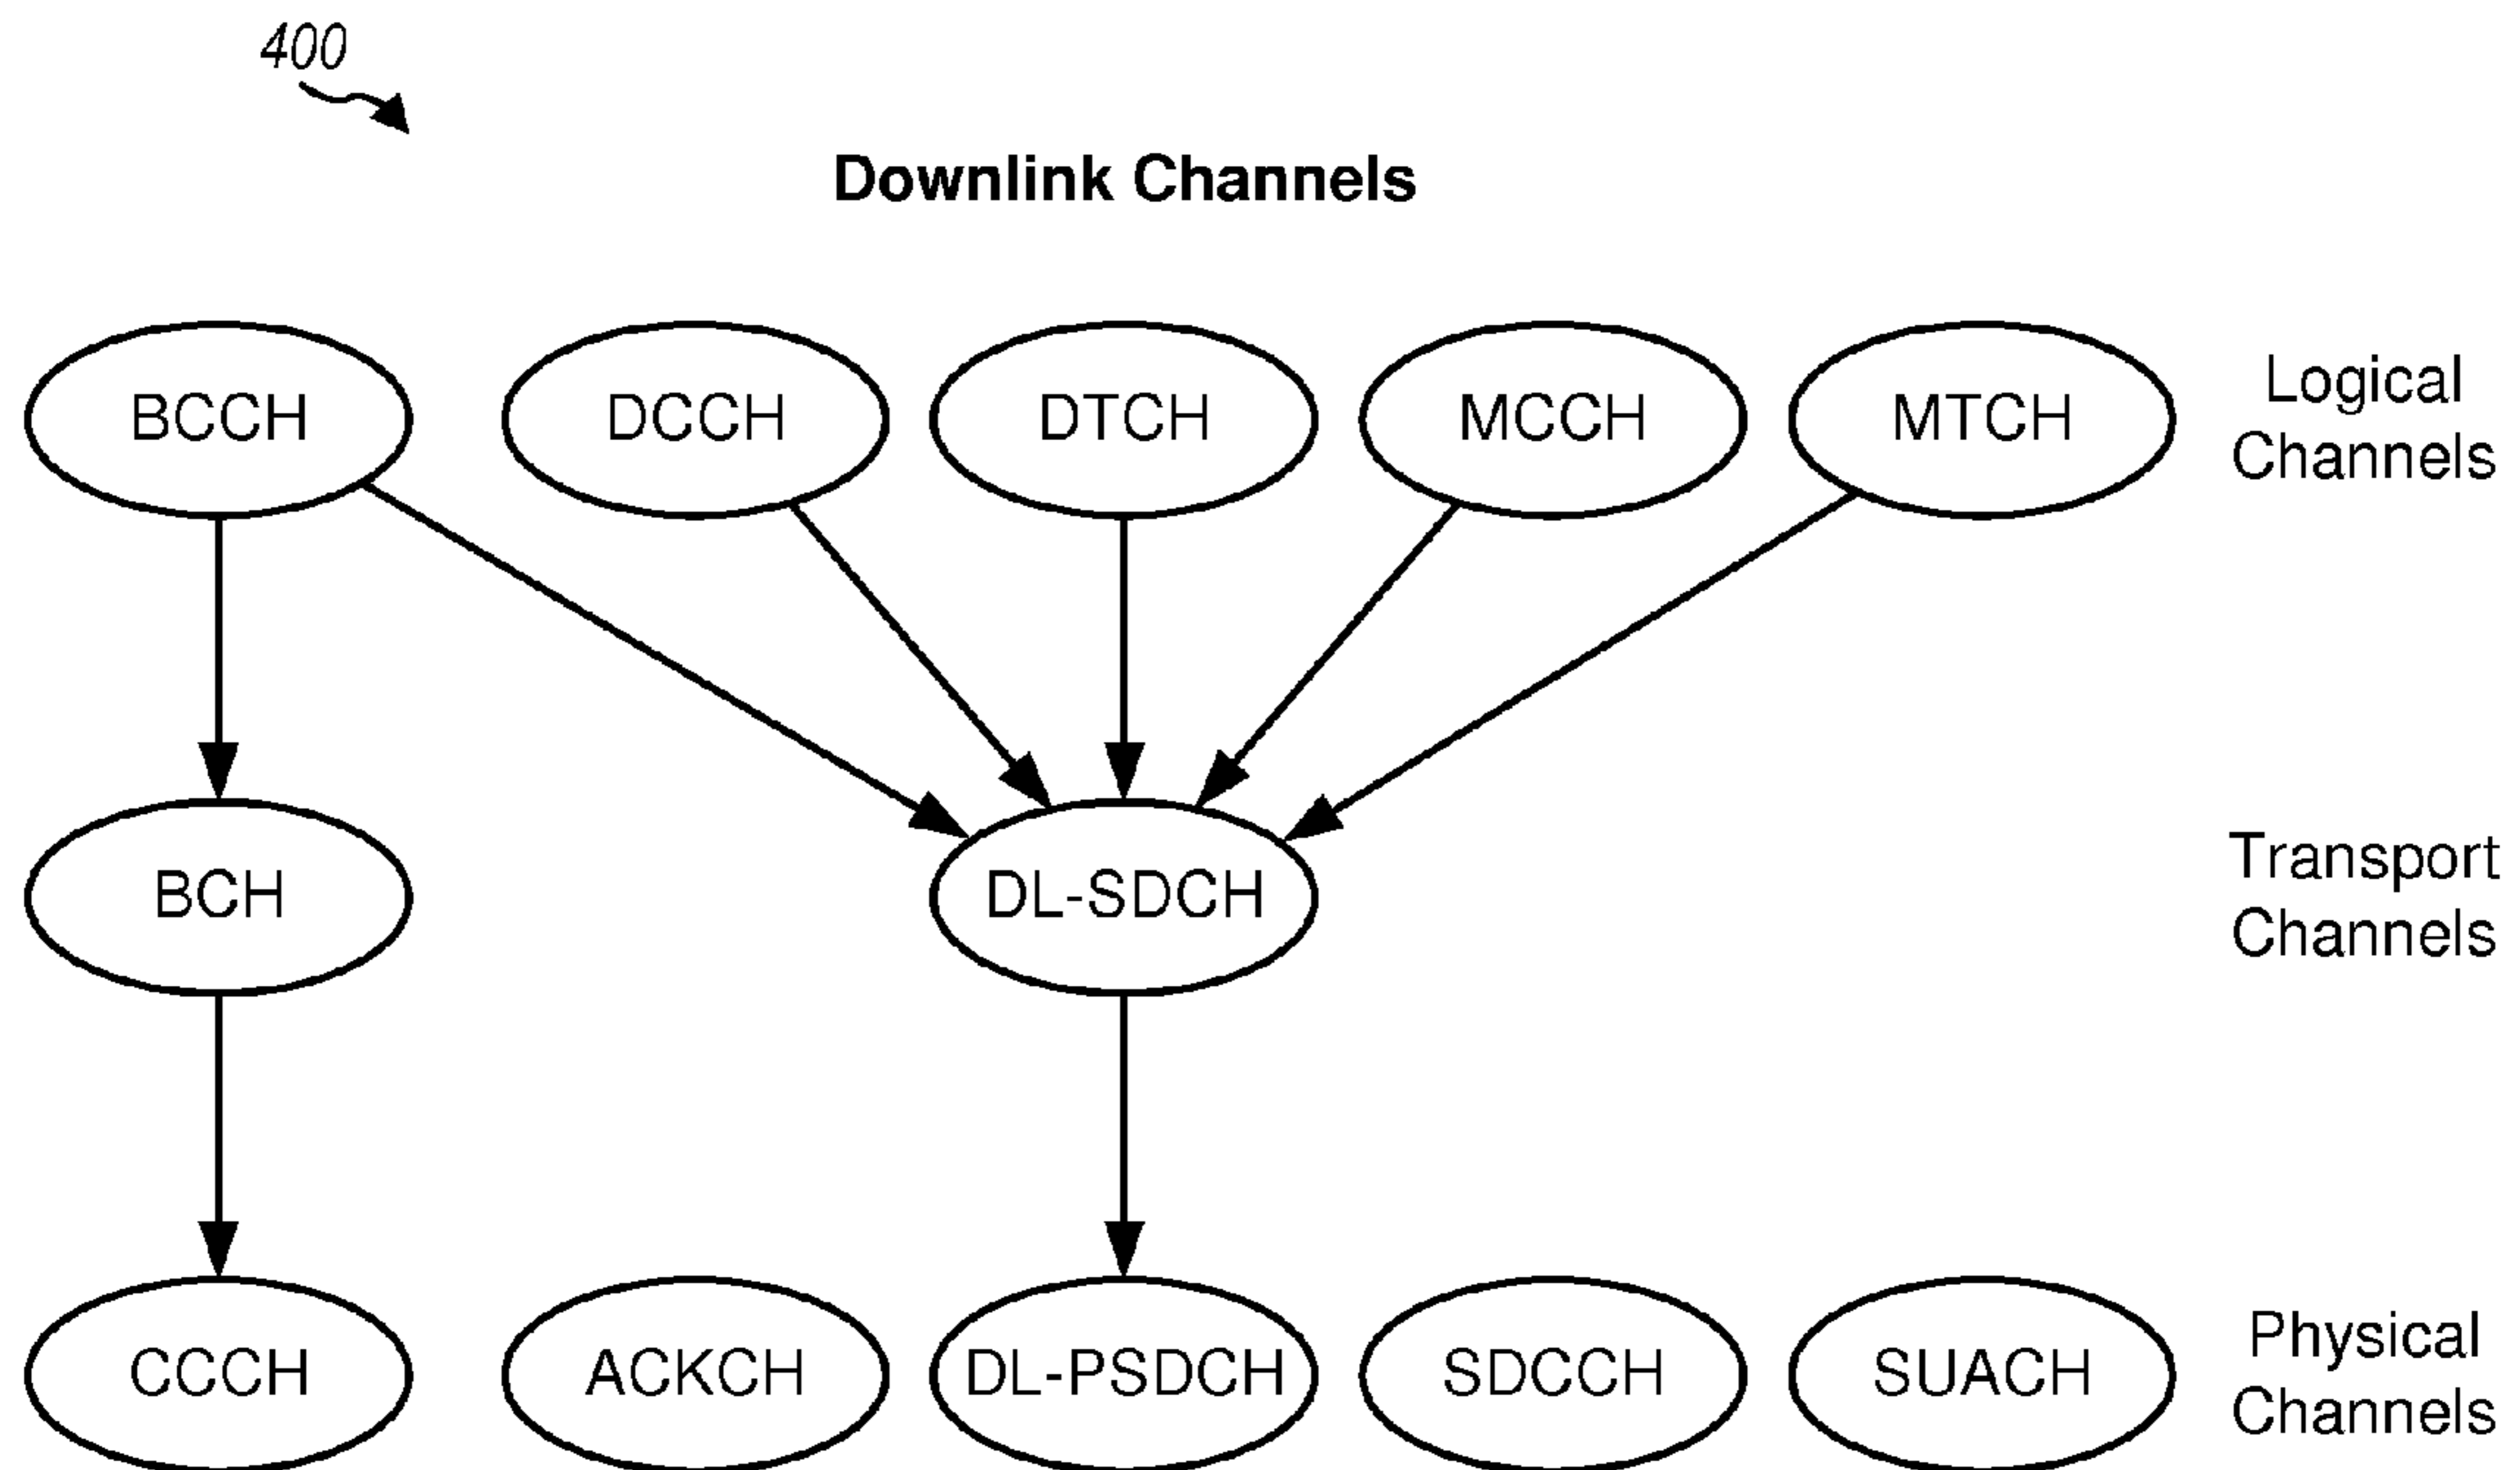 400
Downlink Channels
BCCH DCCH DTCH MCCH MTCH Logical
Channels
BCH DL-SDCH Transport
Channels
CCCH ACKCH DL-PSDCH SDCCH SUACH Physical
Channels